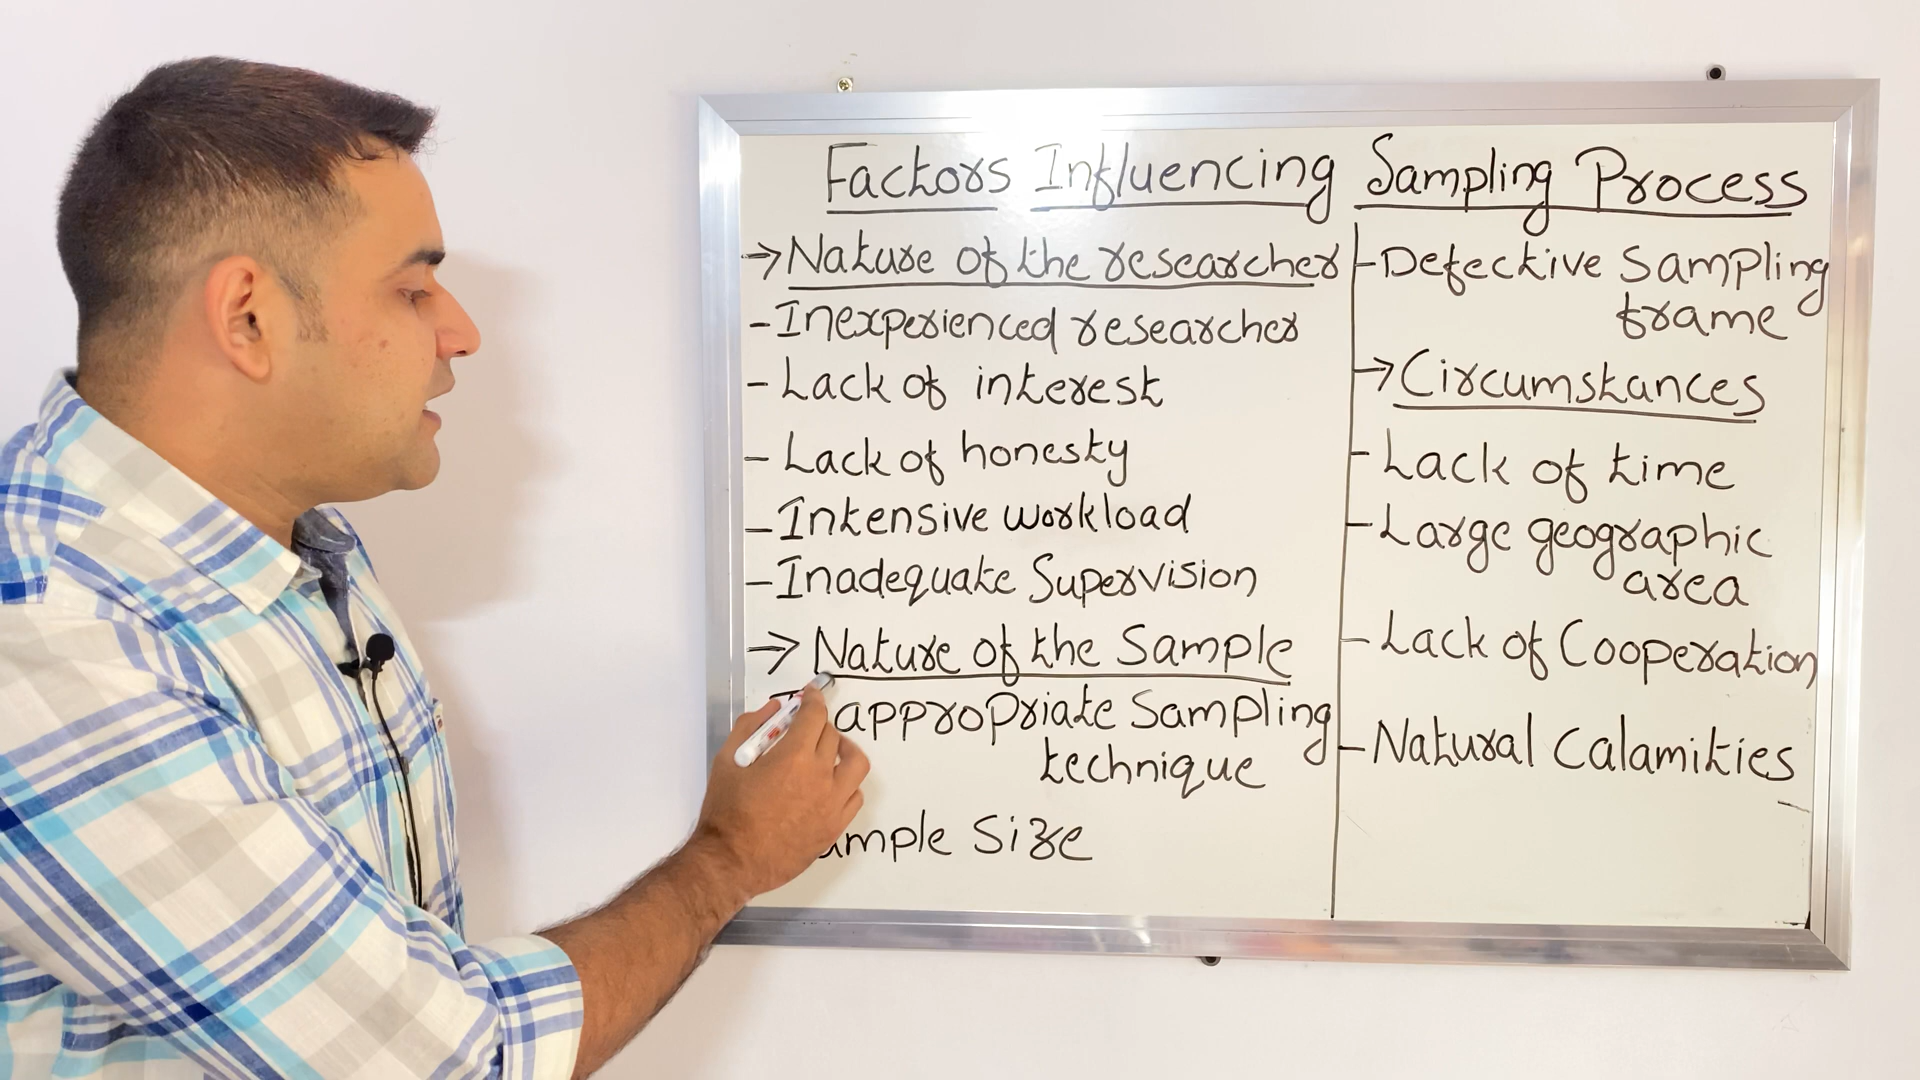 Factors Influencing Sampling Process
→ Nature of the researcher
- Inexperienced researcher
- Lack of interest
- Lack of honesty
- Intensive workload
- Inadequate Supervision
→ Nature of the Sample
appropriate Sampling
technique
Size
- Defective Sampling
frame
→ Circumstances
- Lack of time
- Large geographic
area
- Lack of Cooperation
- Natural Calamities